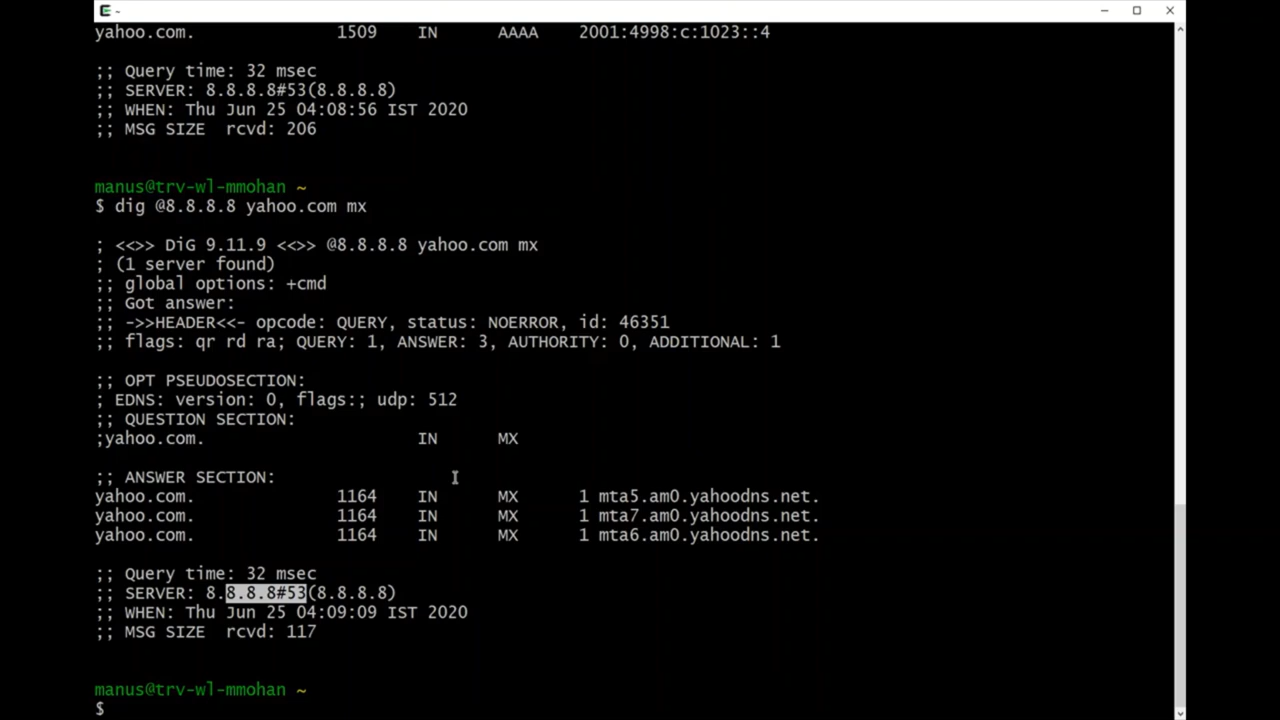 ~
yahoo.com. 1509 IN AAAA 2001:4998:c:1023::4
;; Query time: 32 msec
;; SERVER: 8.8.8.8#53(8.8.8.8)
;; WHEN: Thu Jun 25 04:08:56 IST 2020
;; MSG SIZE rcvd: 206
manus@trv-wl-mmohan ~
$ dig @8.8.8.8 yahoo.com mx
; <<>> DiG 9.11.9 <<>> @8.8.8.8 yahoo.com mx
; (1 server found)
;; global options: +cmd
;; Got answer:
;; ->>HEADER<<- opcode: QUERY, status: NOERROR, id: 46351
;; flags: qr rd ra; QUERY: 1, ANSWER: 3, AUTHORITY: 0, ADDITIONAL: 1
;; OPT PSEUDOSECTION:
; EDNS: version: 0, flags:; udp: 512
;; QUESTION SECTION:
;yahoo.com. IN MX
;; ANSWER SECTION:
yahoo.com. 1164 IN MX 1 mta5.am0.yahoodns.net.
yahoo.com. 1164 IN MX 1 mta7.am0.yahoodns.net.
yahoo.com. 1164 IN MX 1 mta6.am0.yahoodns.net.
;; Query time: 32 msec
;; SERVER: 8.8.8.8#53(8.8.8.8)
;; WHEN: Thu Jun 25 04:09:09 IST 2020
;; MSG SIZE rcvd: 117
manus@trv-wl-mmohan ~
$